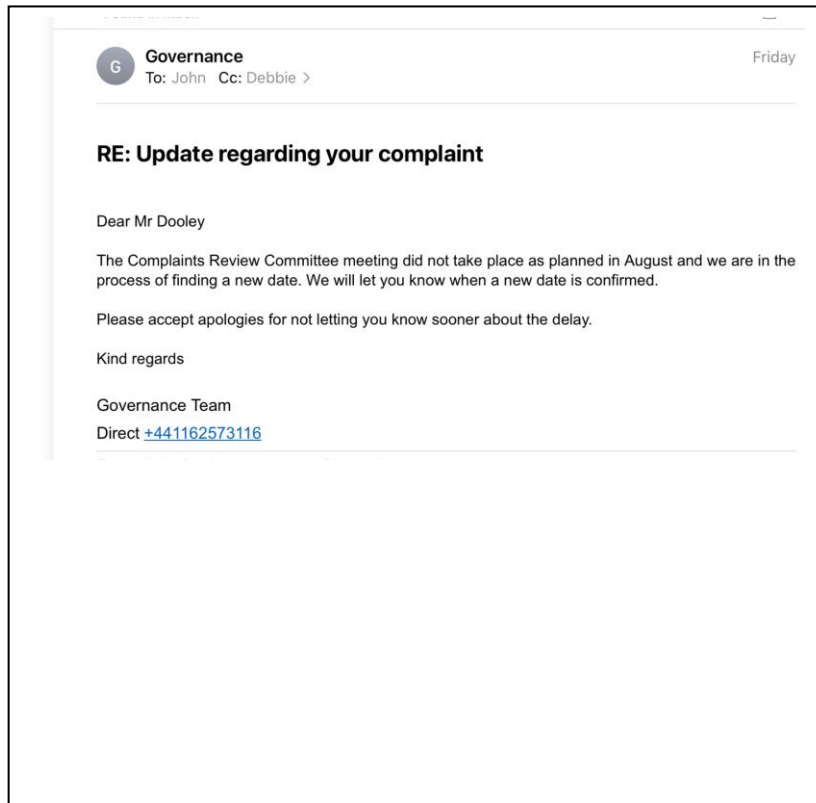 G
Governance
Friday
To: John Cc: Debbie >
RE: Update regarding your complaint
Dear Mr Dooley
The Complaints Review Committee meeting did not take place as planned in August and we are in the
process of finding a new date. We will let you know when a new date is confirmed.
Please accept apologies for not letting you know sooner about the delay.
Kind regards
Governance Team
Direct +441162573116